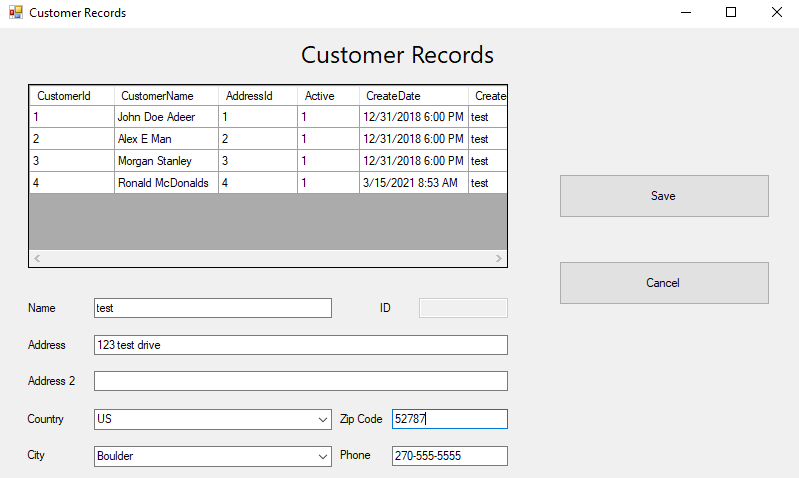 Customer Records
Customer Records
CustomerId CustomerName AddressId Active CreateDate Create
1 John Doe Adeer 1 1 12/31/2018 6:00 PM test
2 Alex E Man 2 1 12/31/2018 6:00 PM test
3 Morgan Stanley 3 1 12/31/2018 6:00 PM test
4 Ronald McDonalds 4 1 3/15/2021 8:53 AM test
Save
Cancel
Name test ID
Address 123 test drive
Address 2
Country US Zip Code 52787
City Boulder Phone 270-555-5555